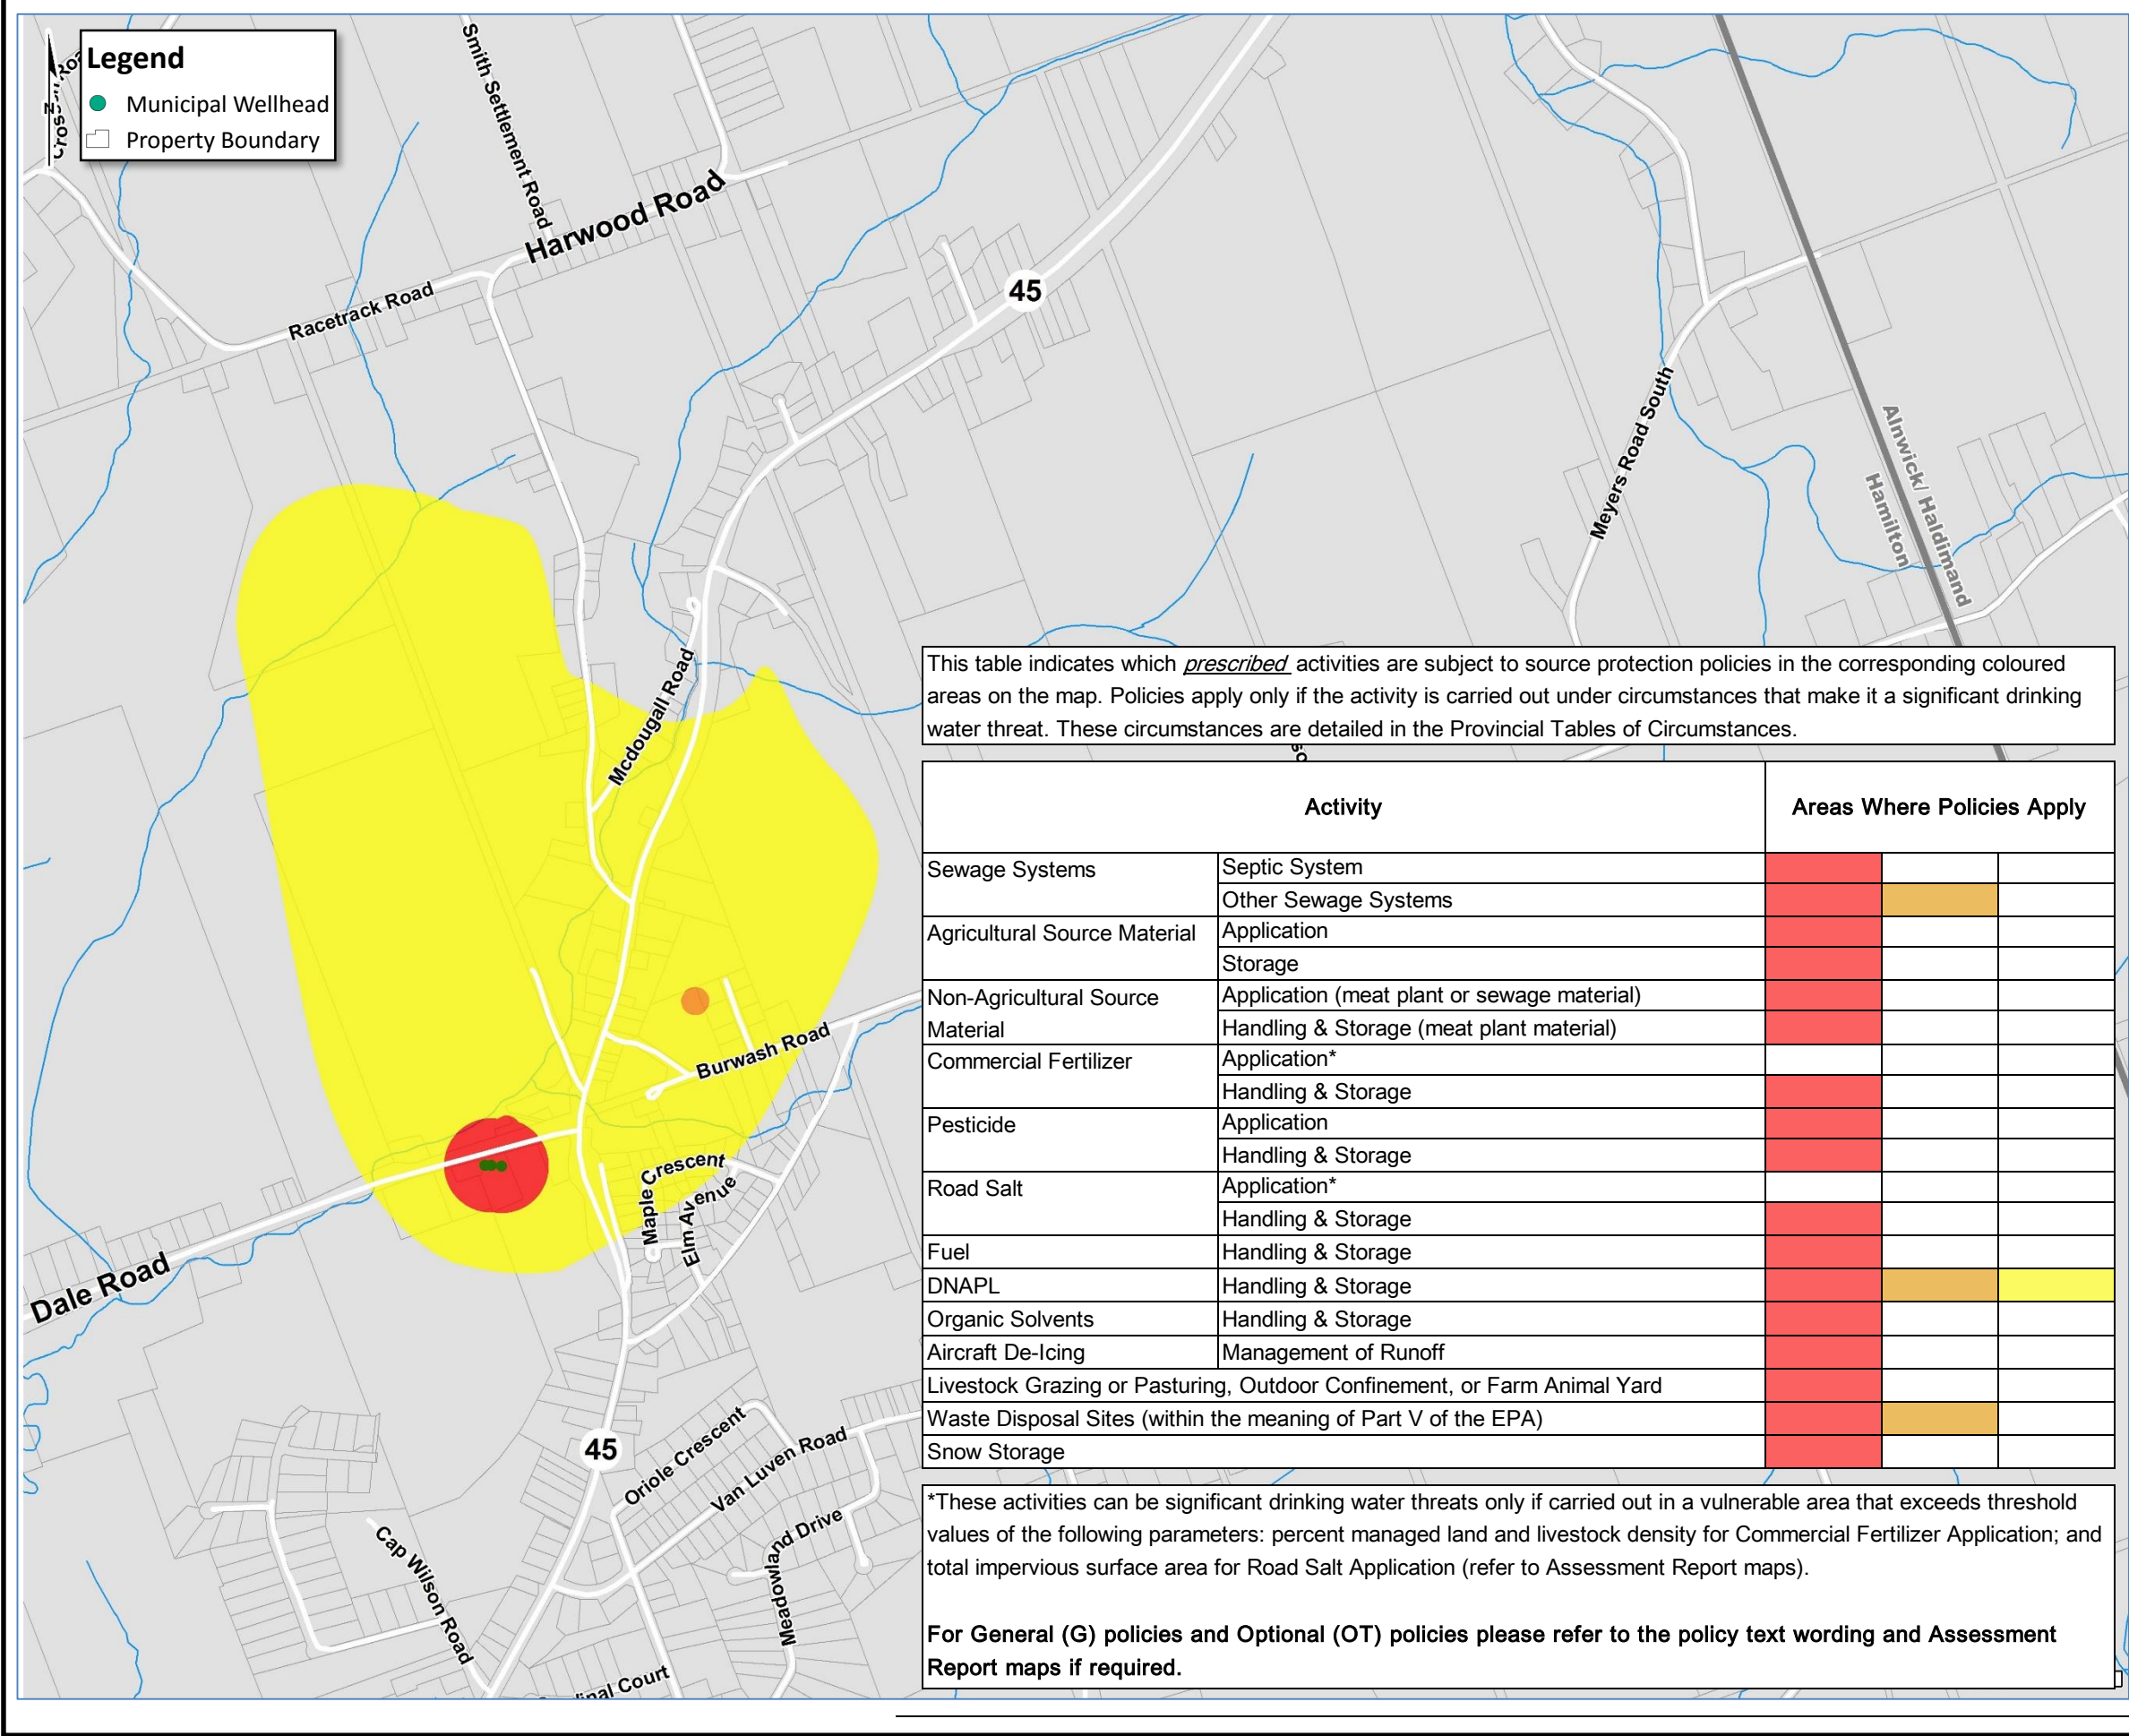 Legend
N
Municipal Wellhead
Property Boundary
Smith Settlement Road
Harwood Road
Racetrack Road
45
Meyers Road South
Alnwick/ Haldimand
Hamilton
Mcdougall Road
This table indicates which prescribed activities are subject to source protection policies in the corresponding coloured
areas on the map. Policies apply only if the activity is carried out under circumstances that make it a significant drinking
water threat. These circumstances are detailed in the Provincial Tables of Circumstances.
Activity Areas Where Policies Apply
Sewage Systems Septic System
Other Sewage Systems
Agricultural Source Material Application
Storage
Non-Agricultural Source Application (meat plant or sewage material)
Material Handling & Storage (meat plant material)
Commercial Fertilizer Application*
Handling & Storage
Pesticide Application
Handling & Storage
Road Salt Application*
Handling & Storage
Fuel Handling & Storage
DNAPL Handling & Storage
Organic Solvents Handling & Storage
Aircraft De-Icing Management of Runoff
Livestock Grazing or Pasturing, Outdoor Confinement, or Farm Animal Yard
Waste Disposal Sites (within the meaning of Part V of the EPA)
Snow Storage
*These activities can be significant drinking water threats only if carried out in a vulnerable area that exceeds threshold
values of the following parameters: percent managed land and livestock density for Commercial Fertilizer Application; and
total impervious surface area for Road Salt Application (refer to Assessment Report maps).
For General (G) policies and Optional (OT) policies please refer to the policy text wording and Assessment
Report maps if required.
Burwash Road
Maple Crescent
Elm Avenue
Dale Road
45
Oriole Crescent
Van Luven Road
Meadowland Drive
Cap Wilson Road
Court